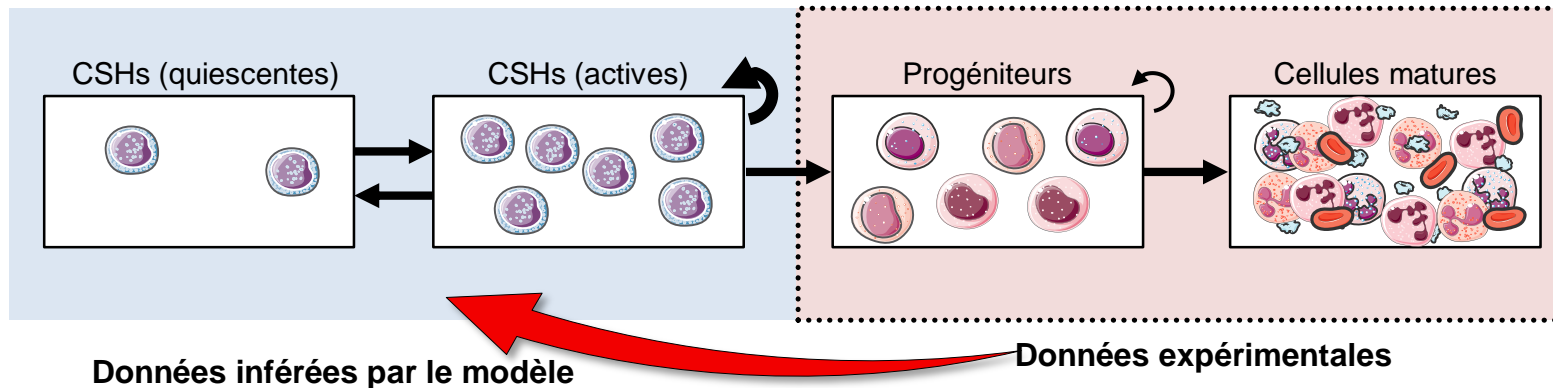 CSHs (quiescentes)
CSHs (actives)
Progéniteurs
Cellules matures
Données inférées par le modèle
Données expérimentales